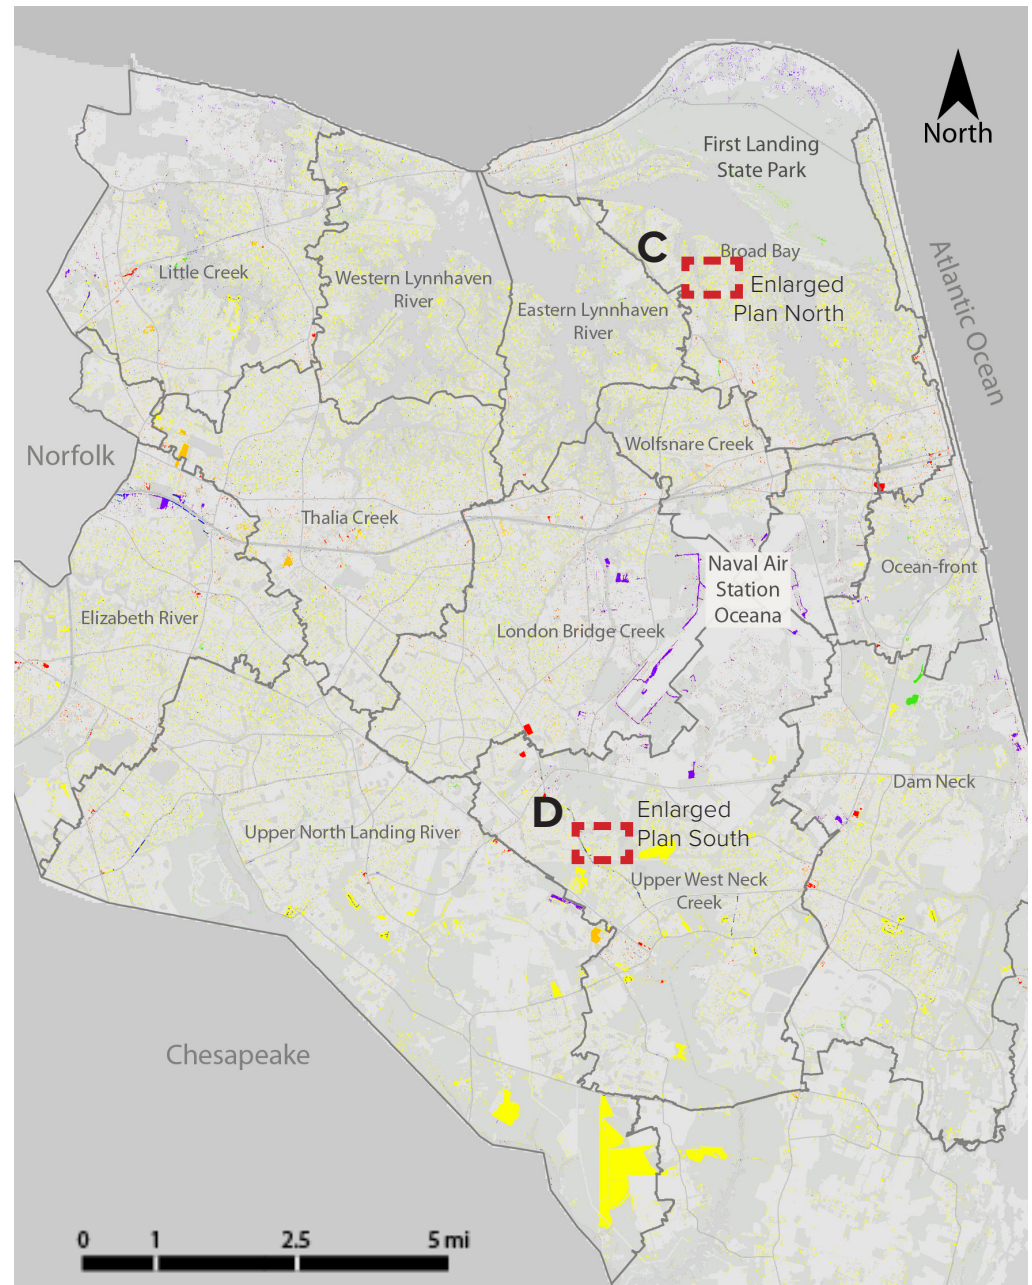 North
First Landing
State Park
C
Broad Bay
Enlarged
Plan North
Atlantic Ocean
Little Creek
Western Lynnhaven
River
Eastern Lynnhaven
River
Wolfsnare Creek
Norfolk
Thalia Creek
Naval Air
Station
Oceana
Ocean-front
Elizabeth River
London Bridge Creek
Dam Neck
D
Enlarged
Plan South
Upper North Landing River
Upper West Neck
Creek
Chesapeake
0 1 2.5 5 mi